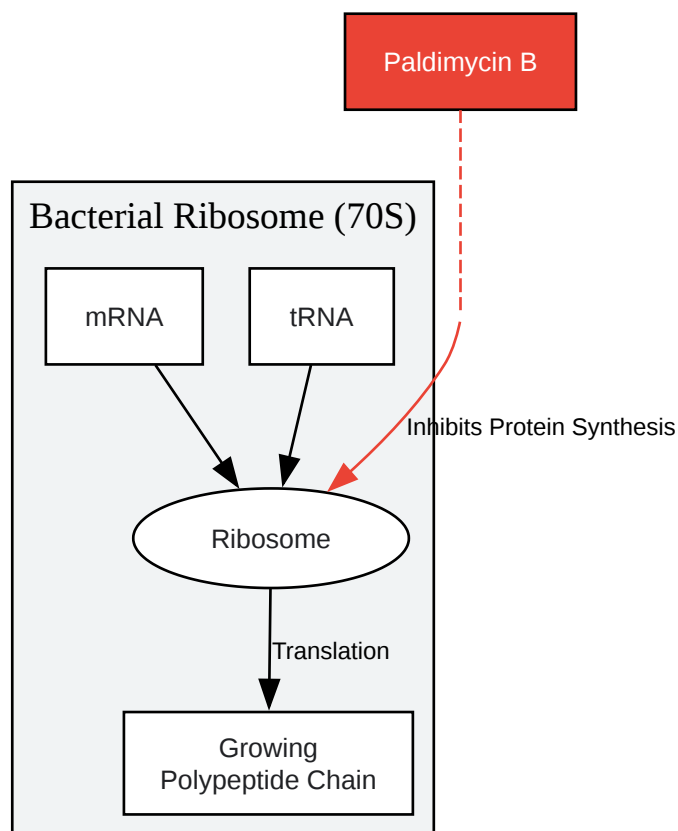 Paldimycin B
Bacterial Ribosome (70S)
mRNA
tRNA
Inhibits Protein Synthesis
Ribosome
Translation
Growing
Polypeptide Chain